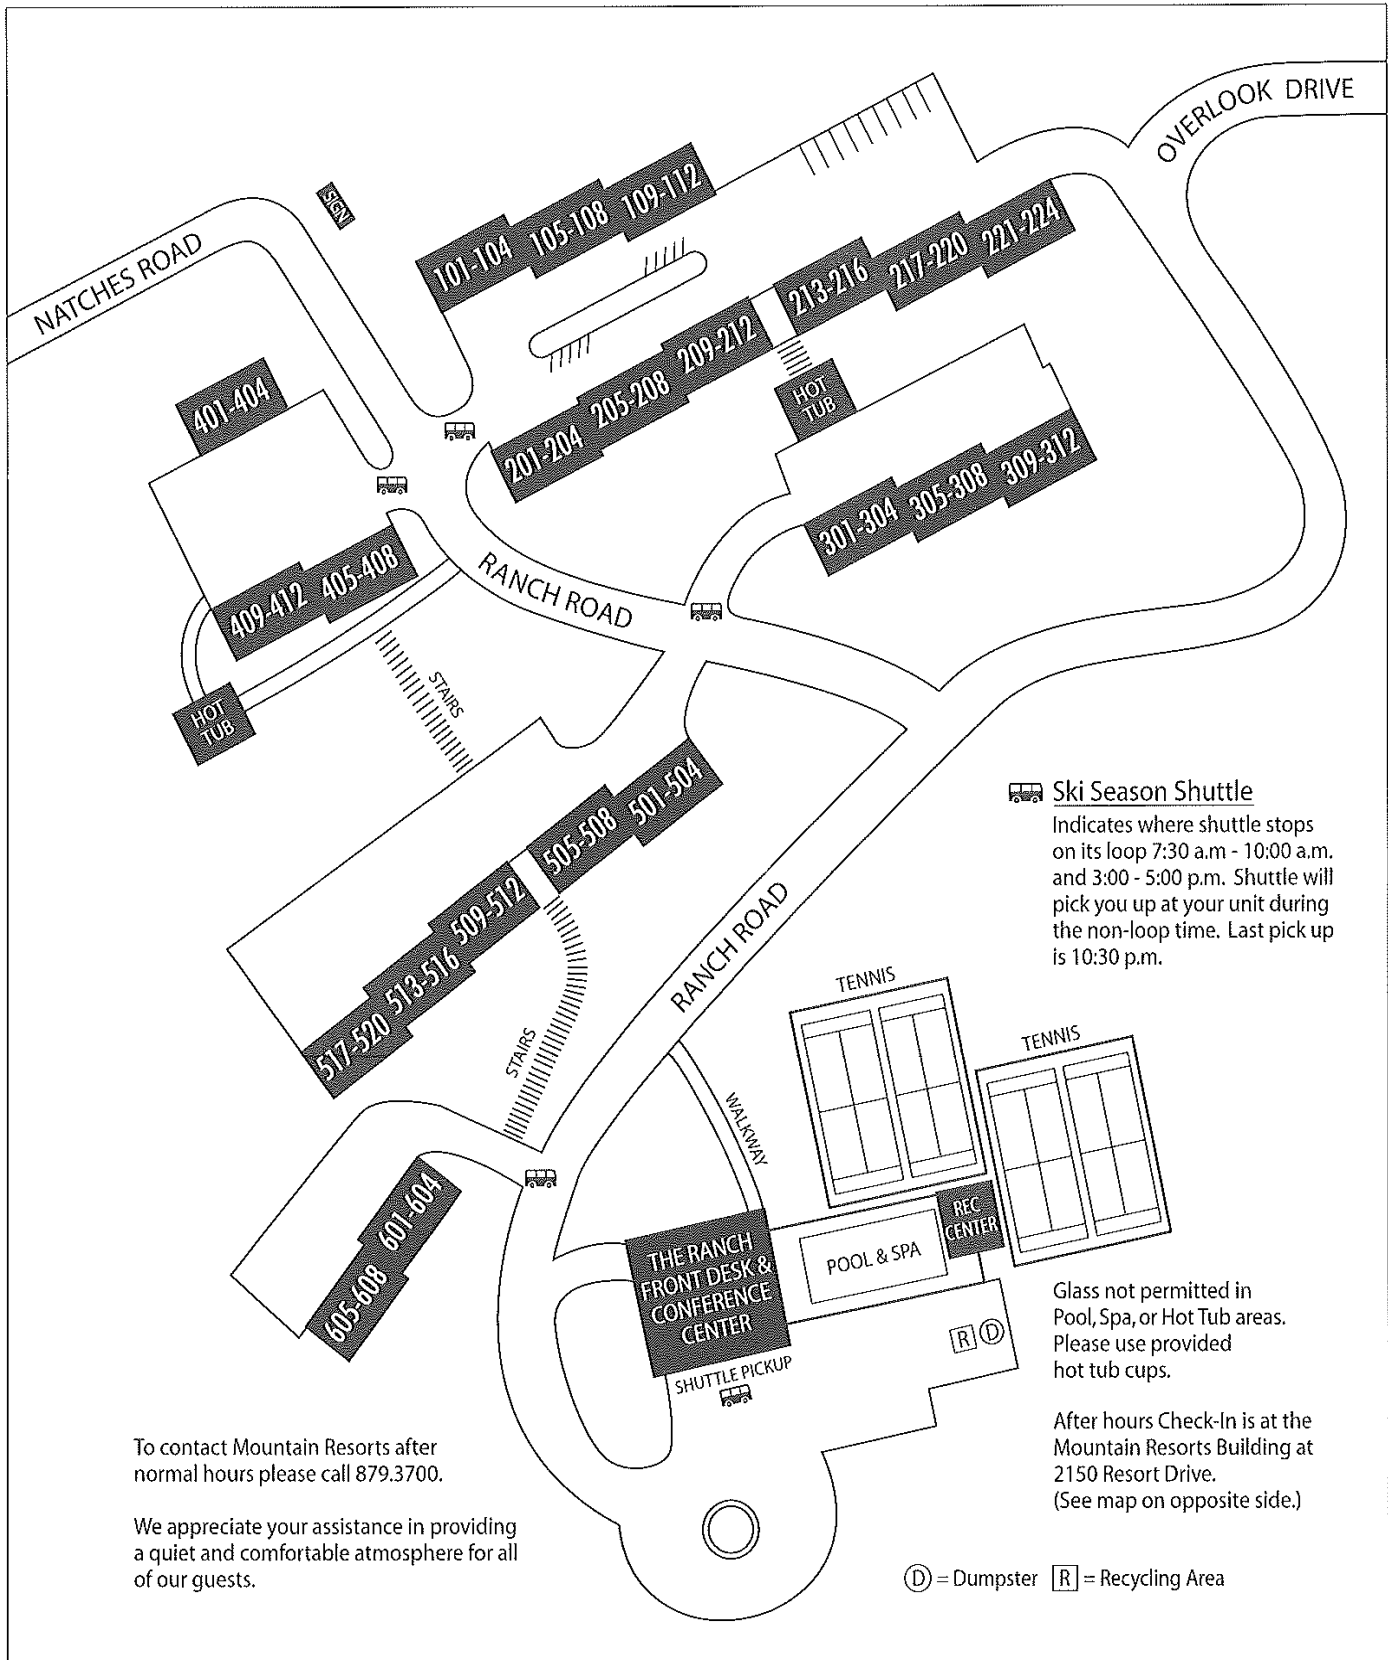 OVERLOOK DRIVE
SIGN
NATCHES ROAD
101-104
105-108
109-112
201-204
205-208
209-212
213-216
217-220
221-224
HOT
TUB
301-304
305-308
309-312
401-404
409-412
405-408
RANCH ROAD
HOT
TUB
STAIRS
517-520
513-516
509-512
505-508
501-504
STAIRS
RANCH ROAD
Ski Season Shuttle
Indicates where shuttle stops
on its loop 7:30 a.m - 10:00 a.m.
and 3:00 - 5:00 p.m. Shuttle will
pick you up at your unit during
the non-loop time. Last pick up
is 10:30 p.m.
TENNIS
TENNIS
WALKWAY
601-604
605-608
THE RANCH
FRONT DESK &
CONFERENCE
CENTER
POOL & SPA
REC
CENTER
R D
SHUTTLE PICKUP
Glass not permitted in
Pool, Spa, or Hot Tub areas.
Please use provided
hot tub cups.
After hours Check-In is at the
Mountain Resorts Building at
2150 Resort Drive.
(See map on opposite side.)
To contact Mountain Resorts after
normal hours please call 879.3700.
We appreciate your assistance in providing
a quiet and comfortable atmosphere for all
of our guests.
D = Dumpster R = Recycling Area